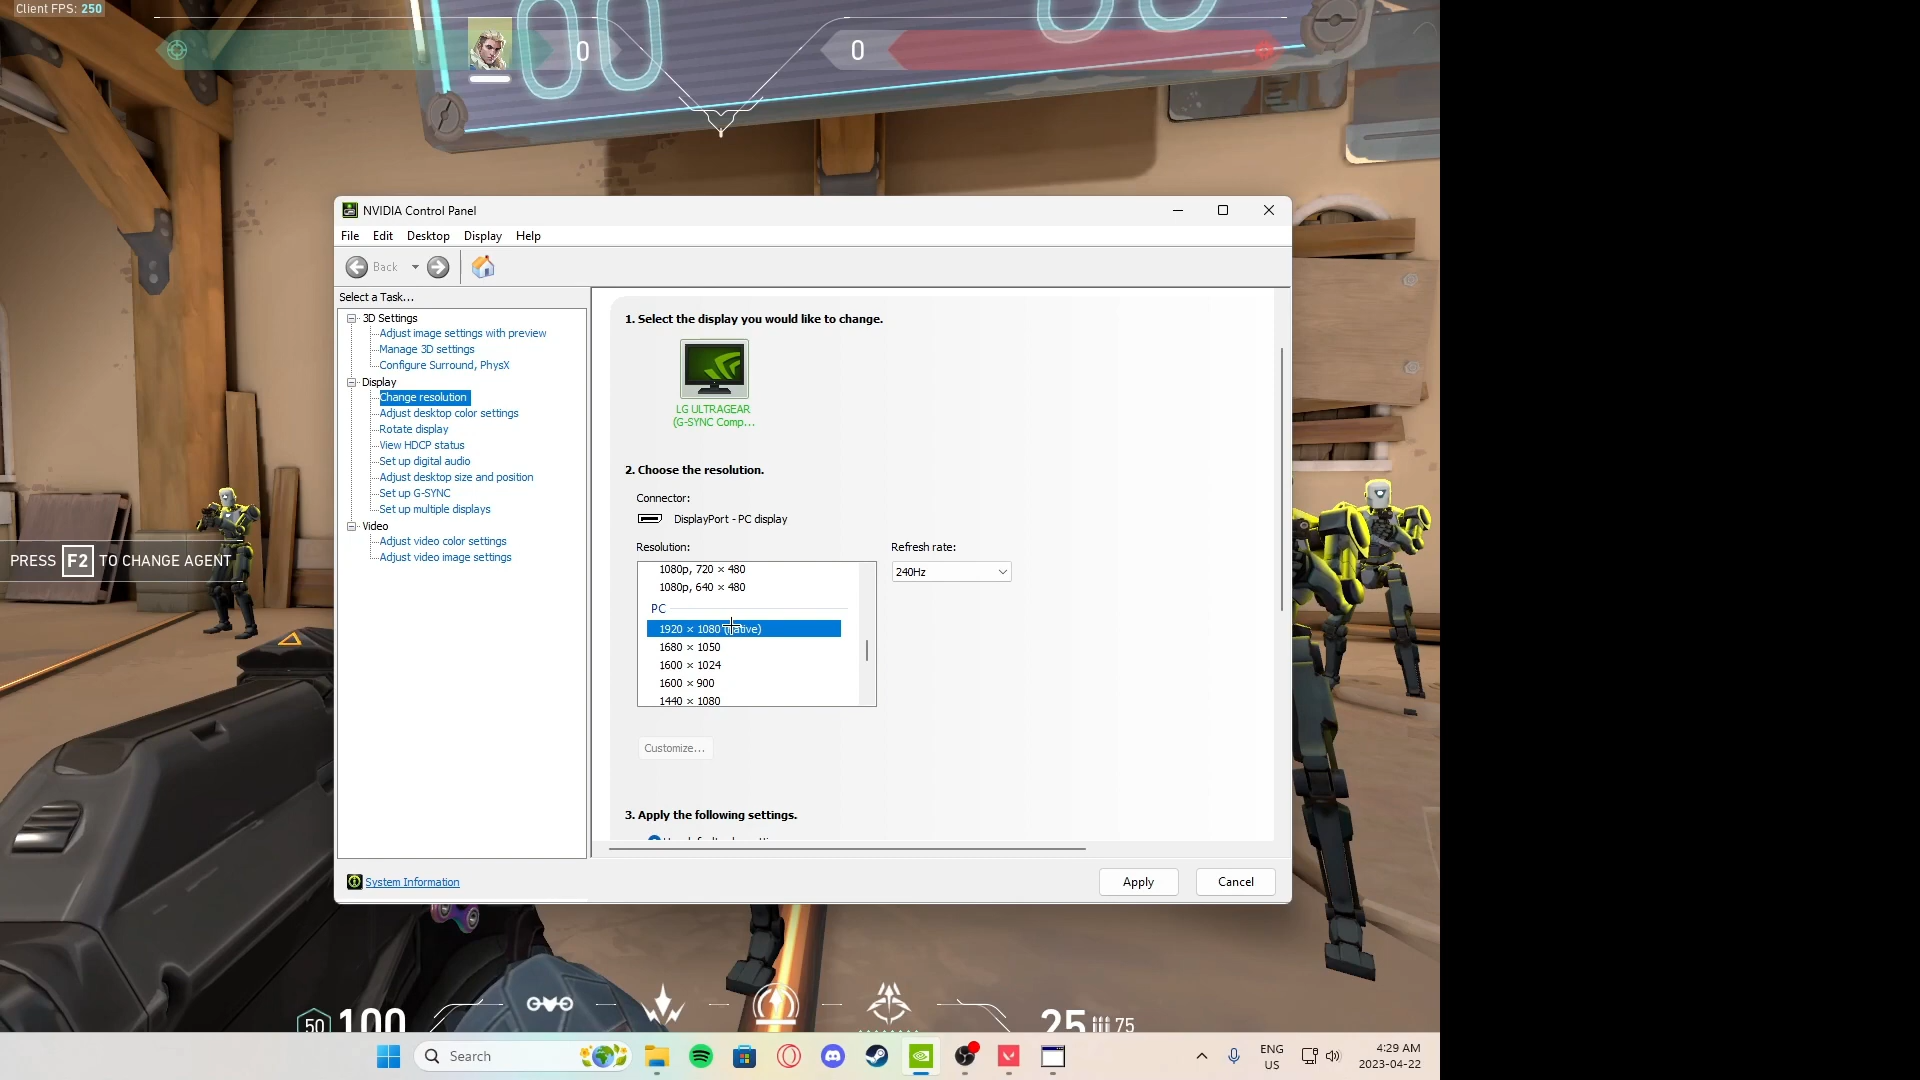 Client FPS: 250
0
0
NVIDIA Control Panel
File Edit Desktop Display Help
Back
Select a Task...
3D Settings
Adjust image settings with preview
Manage 3D settings
Configure Surround, PhysX
Display
Change resolution
Adjust desktop color settings
Rotate display
View HDCP status
Set up digital audio
Adjust desktop size and position
Set up G-SYNC
Set up multiple displays
Video
Adjust video color settings
Adjust video image settings
1. Select the display you would like to change.
LG ULTRAGEAR
(G-SYNC Comp...
2. Choose the resolution.
Connector:
DisplayPort - PC display
Resolution:
Refresh rate:
1080p, 720 × 480
240Hz
1080p, 640 × 480
PC
1920 × 1080 (native)
1680 × 1050
1600 × 1024
1600 × 900
1440 × 1080
Customize...
3. Apply the following settings.
System Information
Apply
Cancel
PRESS F2 TO CHANGE AGENT
50 100
25 75
Search
ENG
US
4:29 AM
2023-04-22